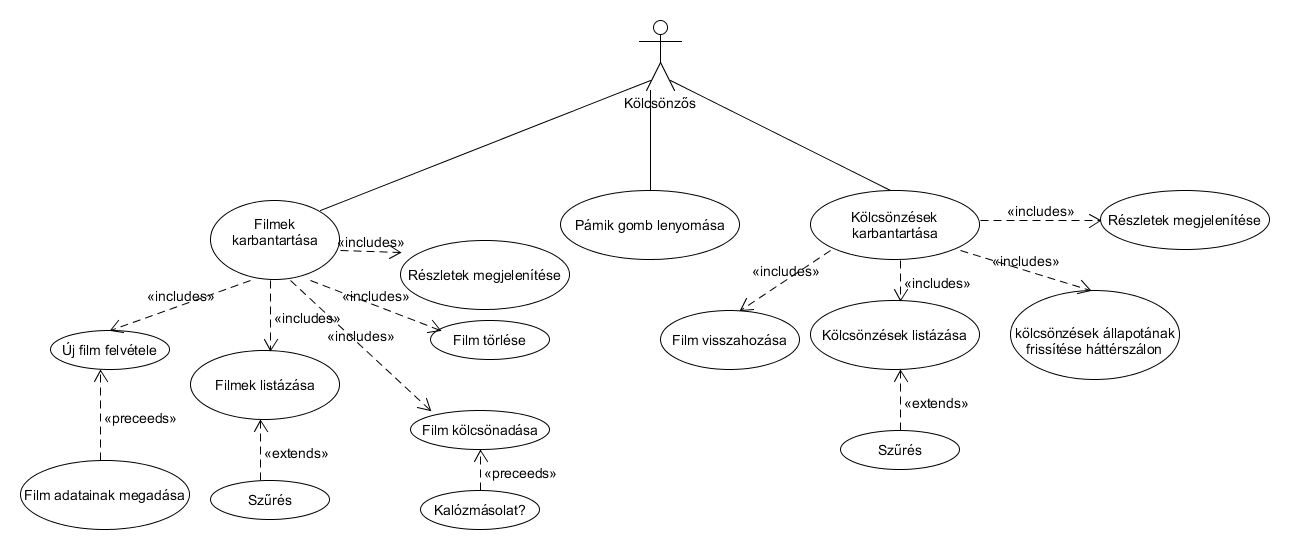 Kölcsönzős
Filmek
karbantartása
Pámik gomb lenyomása
Kölcsönzések
karbantartása
«includes»
Részletek megjelenítése
«includes»
Részletek megjelenítése
«includes»
«includes»
«includes»
«includes»
«includes»
«includes»
«includes»
Új film felvétele
Filmek listázása
Film törlése
Film visszahozása
Kölcsönzések listázása
kölcsönzések állapotának
frissítése háttérszálon
«preceeds»
«extends»
Film kölcsönadása
«extends»
«preceeds»
Szűrés
Film adatainak megadása
Szűrés
Kalózmásolat?